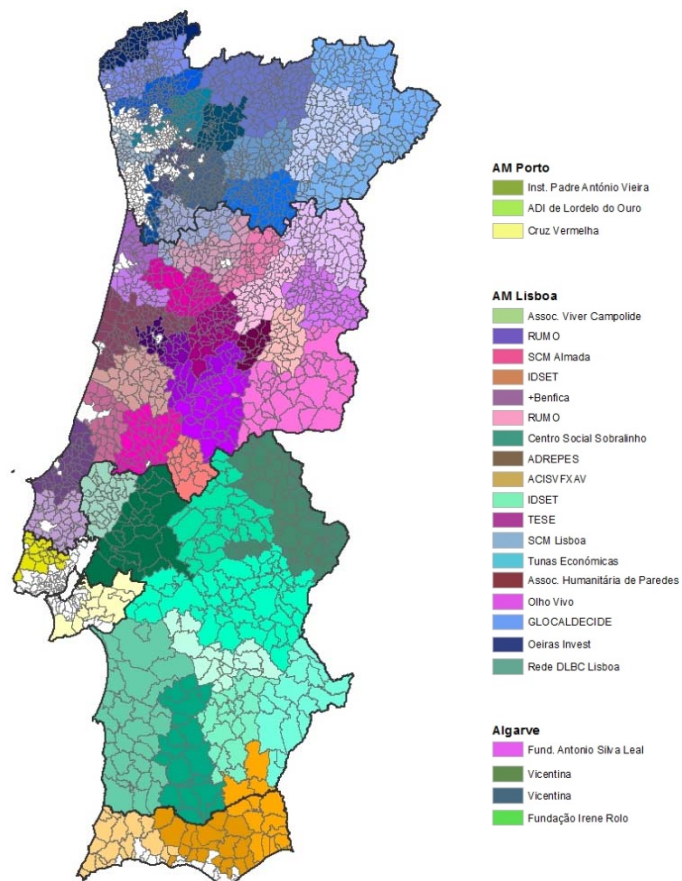 AM Porto
Inst. Padre António Vieira
ADI de Lordelo do Ouro
Cruz Vermelha
AM Lisboa
Assoc. Viver Campolide
RUMO
SCM Almada
IDSET
+Benfica
RUMO
Centro Social Sobralinho
ADREPES
ACISVFXAV
IDSET
TESE
SCM Lisboa
Tunas Económicas
Assoc. Humanitária de Paredes
Olho Vivo
GLOCALDECIDE
Oeiras Invest
Rede DLBC Lisboa
Algarve
Fund. Antonio Silva Leal
Vicentina
Vicentina
Fundação Irene Rolo